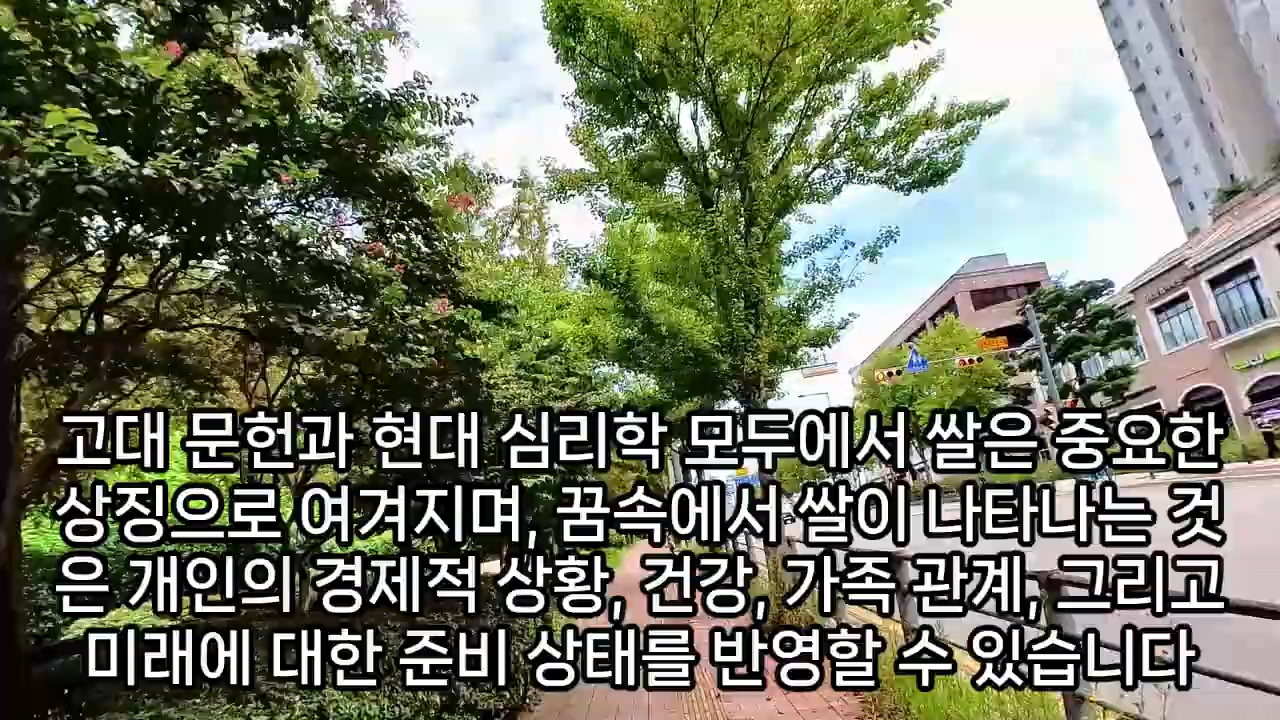 고대 문헌과 현대 심리학 모두에서 쌀은 중요한
상징으로 여겨지며, 꿈속에서 쌀이 나타나는 것
은 개인의 경제적 상황, 건강, 가족 관계, 그리고
미래에 대한 준비 상태를 반영할 수 있습니다